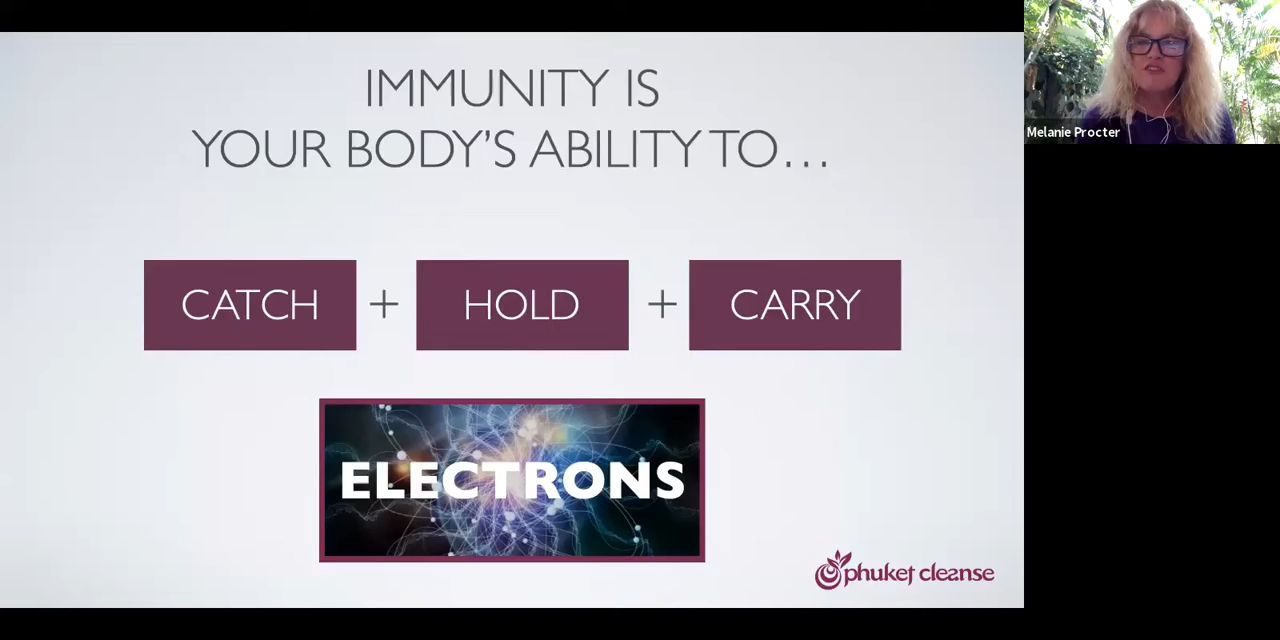 IMMUNITY IS
YOUR BODY'S ABILITY TO...
CATCH + HOLD + CARRY
ELECTRONS
phuket cleanse
Melanie Procter